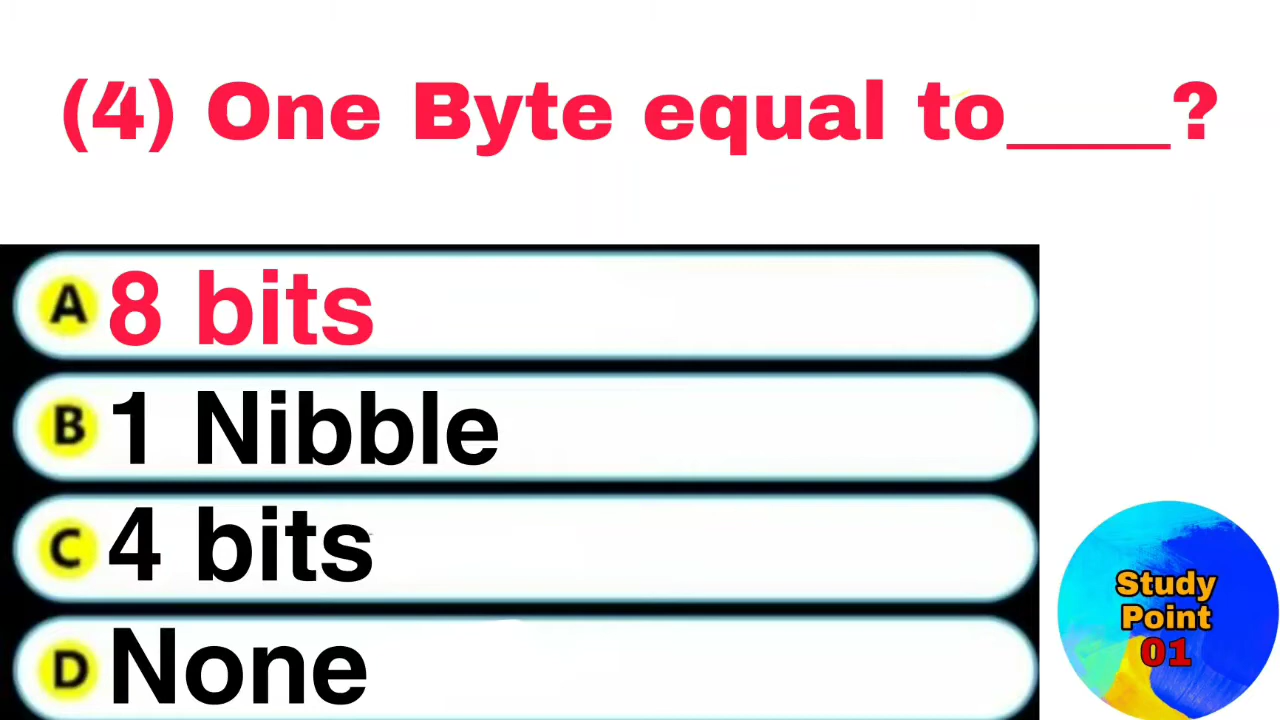 (4) One Byte equal to____?
A 8 bits
B 1 Nibble
C 4 bits
D None
Study
Point
01